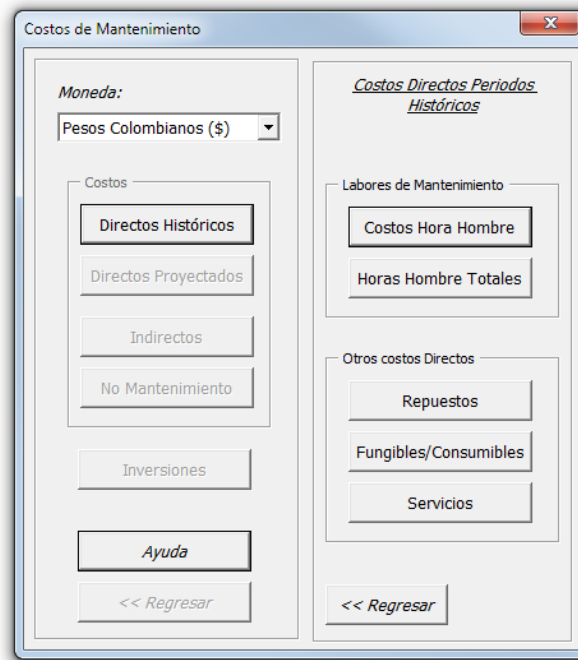 Costos de Mantenimiento
Moneda:
Pesos Colombianos ($)
Costos
Directos Históricos
Directos Proyectados
Indirectos
No Mantenimiento
Inversiones
Ayuda
<< Regresar
Costos Directos Periodos
Históricos
Labores de Mantenimiento
Costos Hora Hombre
Horas Hombre Totales
Otros costos Directos
Repuestos
Fungibles/Consumibles
Servicios
<< Regresar